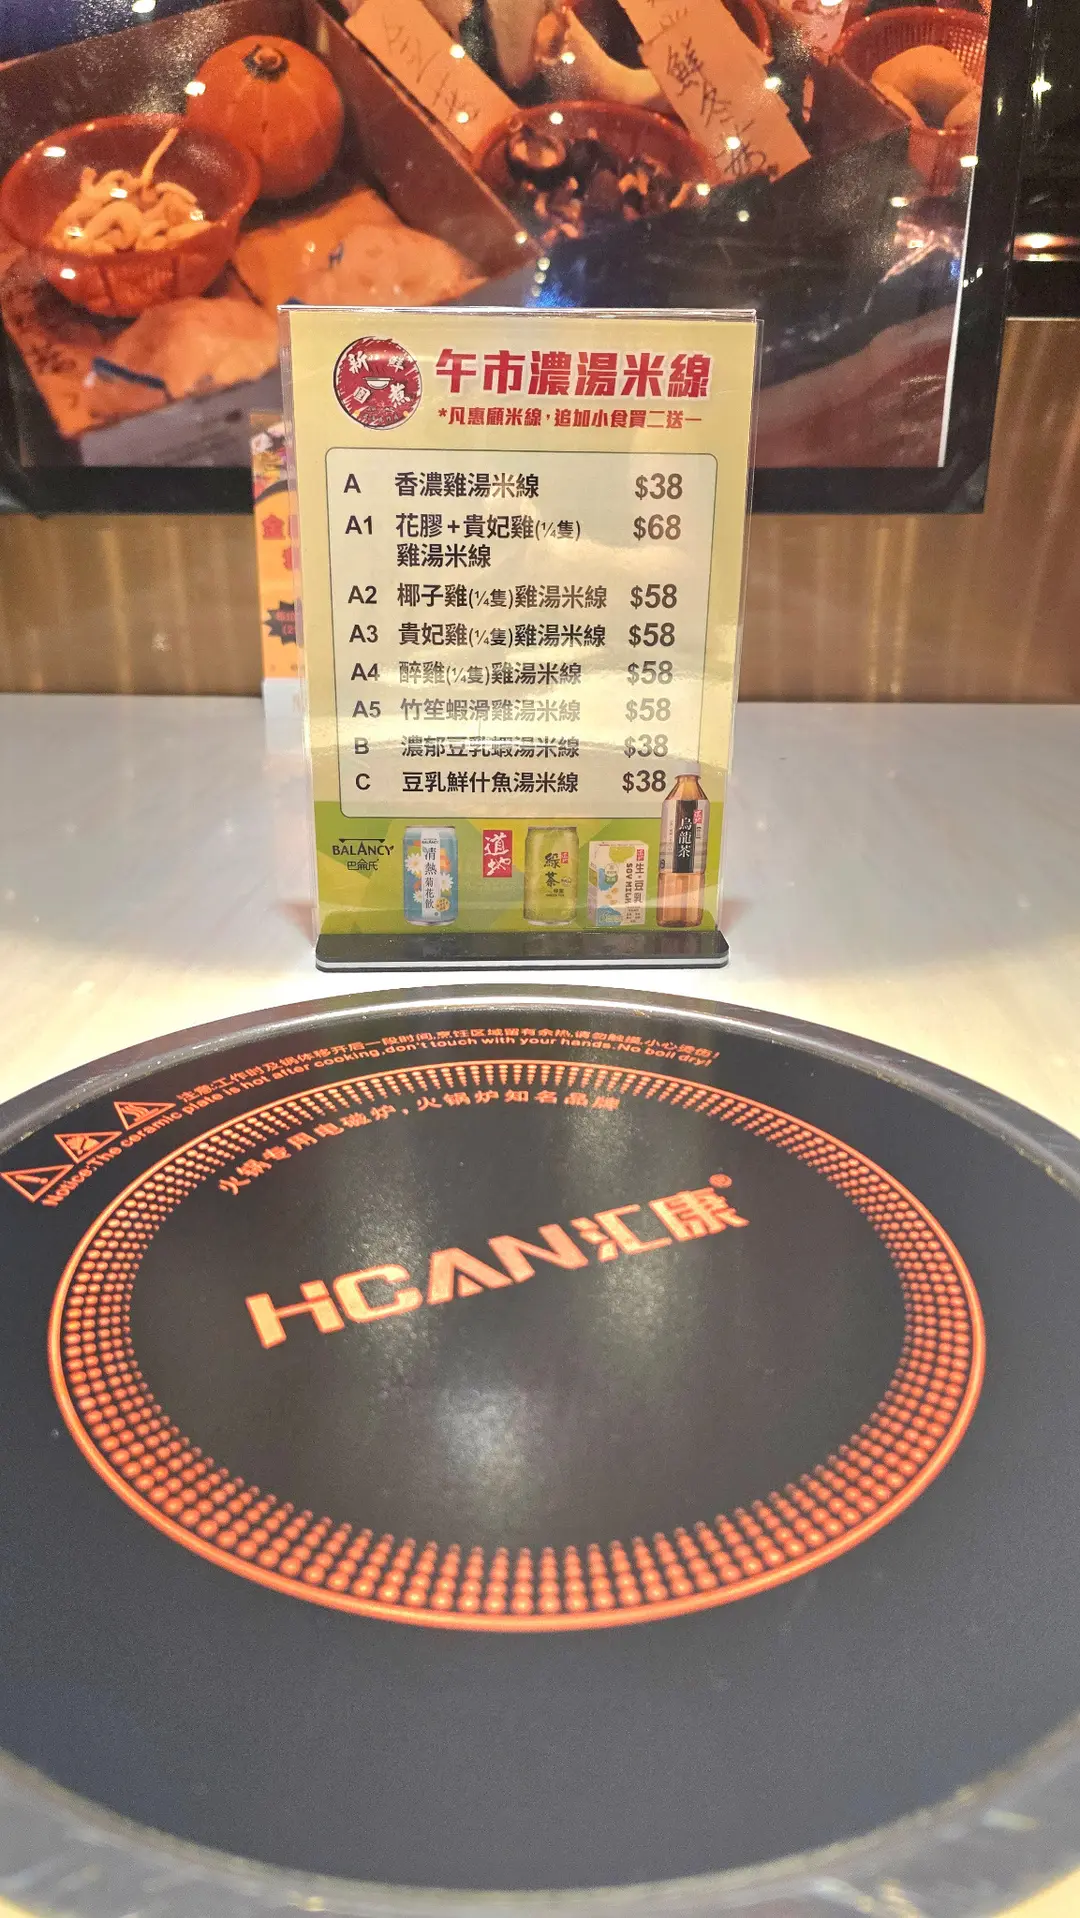 鮮
新鮮
圍煮
午市濃湯米線
*凡惠顧米線,追加小食買二送一
A 香濃雞湯米線 $38
A1 花膠+貴妃雞(¼隻) $68
雞湯米線
A2 椰子雞(¼隻)雞湯米線 $58
A3 貴妃雞(¼隻)雞湯米線 $58
A4 醉雞(¼隻)雞湯米線 $58
A5 竹笙蝦滑雞湯米線 $58
B 濃郁豆乳蝦湯米線 $38
C 豆乳鮮什魚湯米線 $38
BALANCY
巴侖氏
BALANCY
清熱菊花飲
道地
綠茶
生·豆乳
SOY MILK
烏龍茶
注意:工作时及锅体移开后一段时间,烹饪区域留有余热,请勿触摸,小心烫伤!
Notice:The ceramic plate is hot after cooking,don't touch with your hands.No boil dry!
火锅专用电磁炉,火锅炉知名品牌
HCAN汇康®